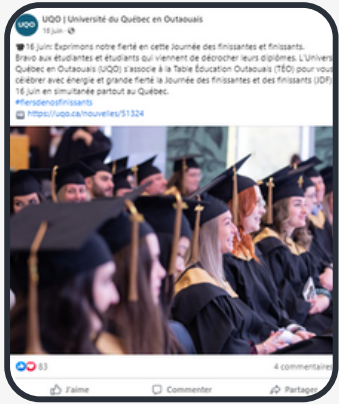 UQO
UQO | Université du Québec en Outaouais
16 juin
16 juin: Exprimons notre fierté en cette Journée des finissantes et finissants.
Bravo aux étudiantes et étudiants qui viennent de décrocher leurs diplômes. L'Univers
Québec en Outaouais (UQO) s'associe à la Table Éducation Outaouais (TÉO) pour vous
célébrer avec énergie et grande fierté la Journée des finissantes et des finissants (JDF)
16 juin en simultanée partout au Québec.
#fiersdenosfinissants
https://uqo.ca/nouvelles/51324
83
4 commentaires
J'aime
Commenter
Partager